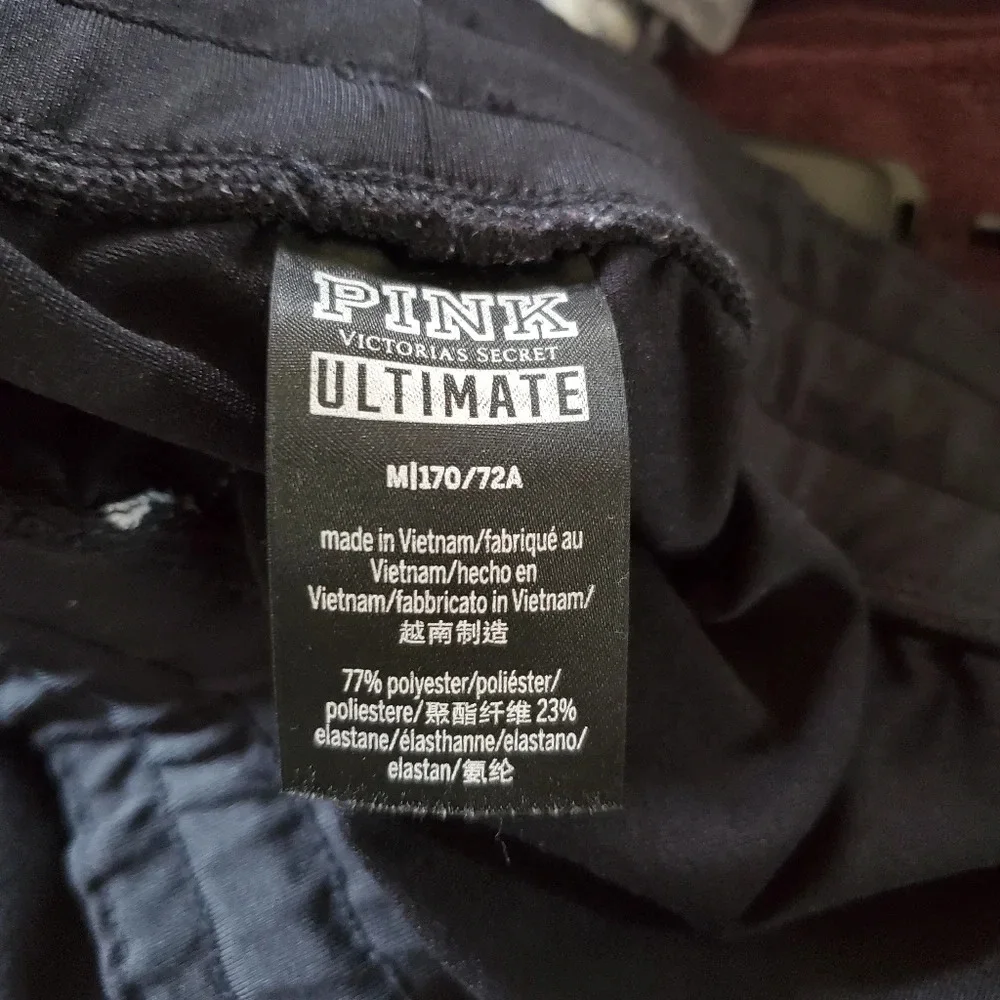 PINK
VICTORIA'S SECRET
ULTIMATE
M|170/72A
made in Vietnam/fabriqué au
Vietnam/hecho en
Vietnam/fabbricato in Vietnam/
越南制造
77% polyester/poliéster/
poliestere/聚酯纤维 23%
elastane/élasthanne/elastano/
elastan/氨纶